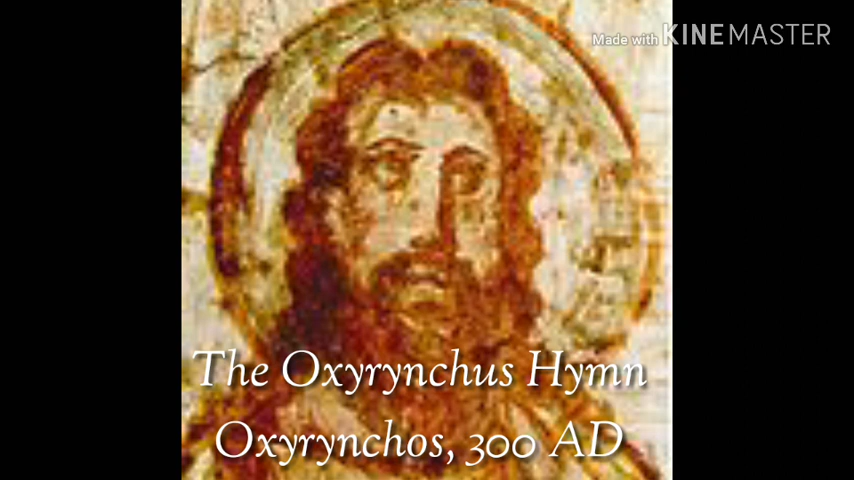 Made with KINEMASTER
The Oxyrynchus Hymn
Oxyrynchos, 300 AD